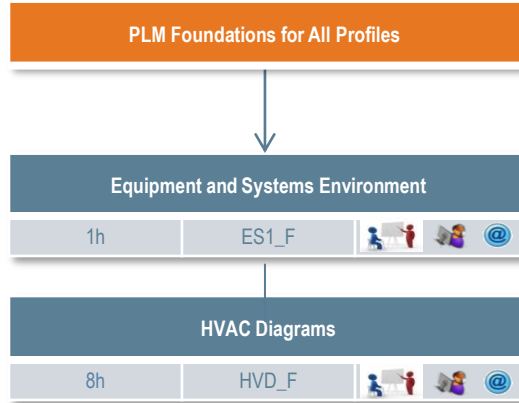 PLM Foundations for All Profiles
Equipment and Systems Environment
1h ES1_F @
HVAC Diagrams
8h HVD_F @